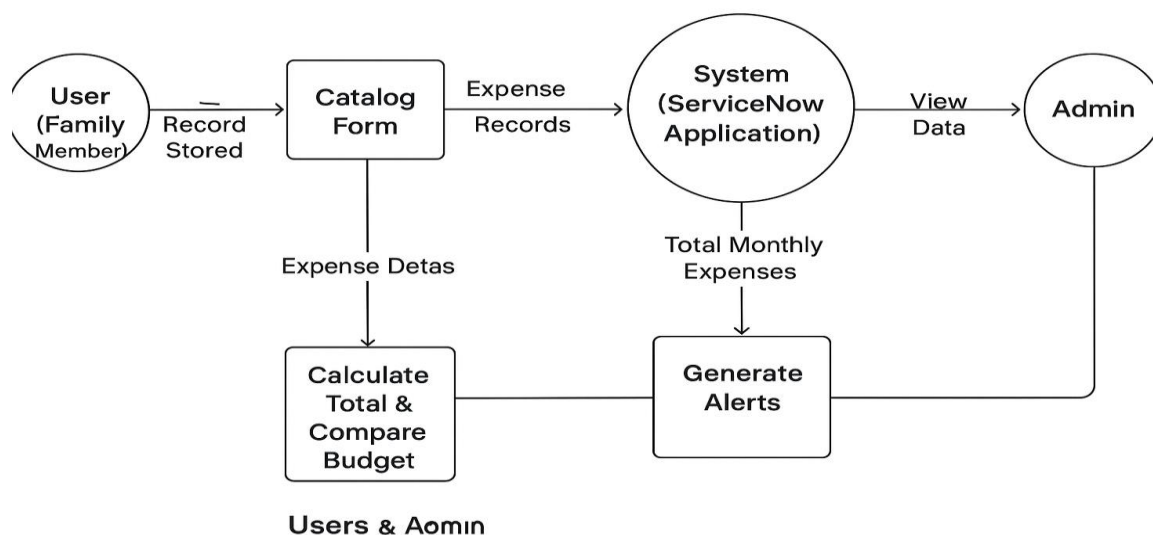 User
(Family
Member)
Record
Stored
Catalog
Form
Expense
Records
System
(ServiceNow
Application)
View
Data
Admin
Expense Detas
Total Monthly
Expenses
Calculate
Total &
Compare
Budget
Generate
Alerts
Users & Aomin